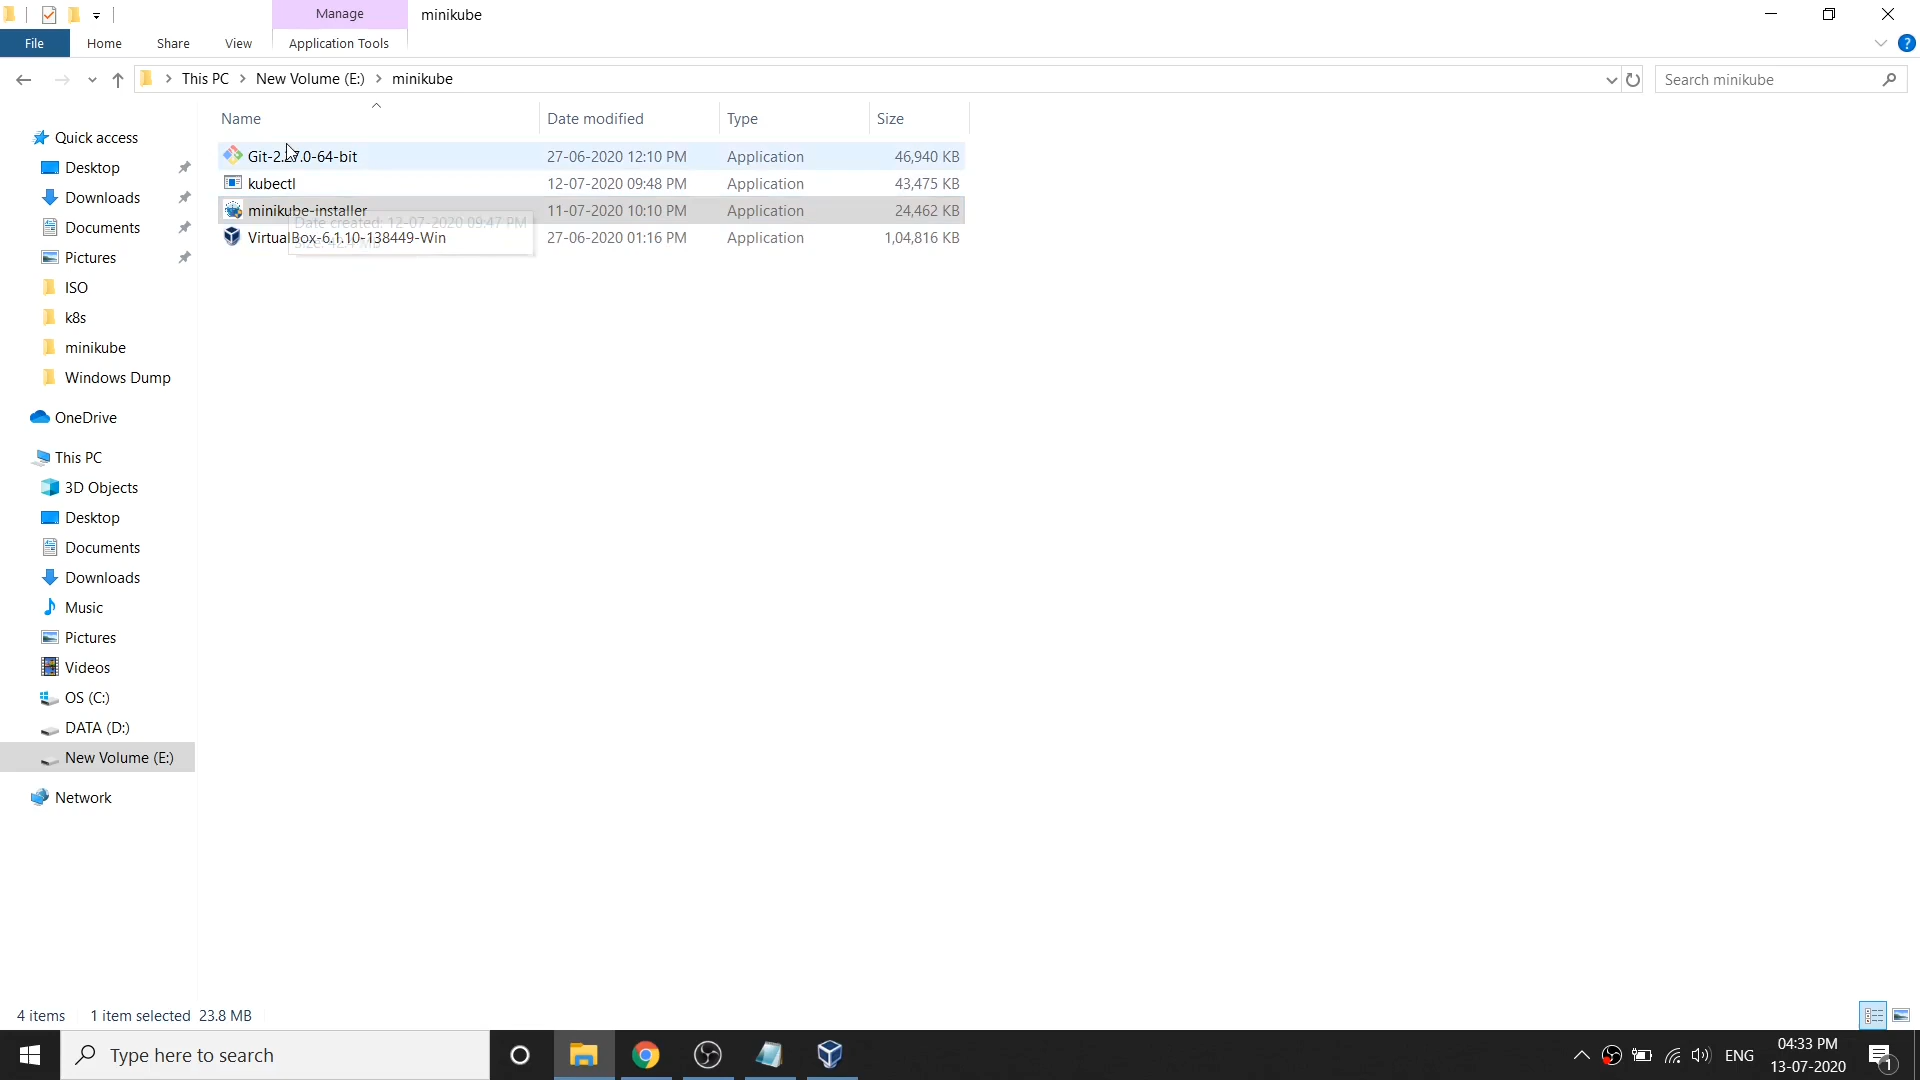 Manage
minikube
File
Home
Share
View
Application Tools
This PC
New Volume (E:)
minikube
Search minikube
Name
Date modified
Type
Size
Git-2.27.0-64-bit
27-06-2020 12:10 PM
Application
46,940 KB
kubectl
12-07-2020 09:48 PM
Application
43,475 KB
minikube-installer
11-07-2020 10:10 PM
Application
24,462 KB
Date created: 12-07-2020 09:47 PM
VirtualBox-6.1.10-138449-Win
27-06-2020 01:16 PM
Application
1,04,816 KB
Quick access
Desktop
Downloads
Documents
Pictures
ISO
k8s
minikube
Windows Dump
OneDrive
This PC
3D Objects
Desktop
Documents
Downloads
Music
Pictures
Videos
OS (C:)
DATA (D:)
New Volume (E:)
Network
4 items
1 item selected 23.8 MB
Type here to search
ENG
04:33 PM
13-07-2020
1